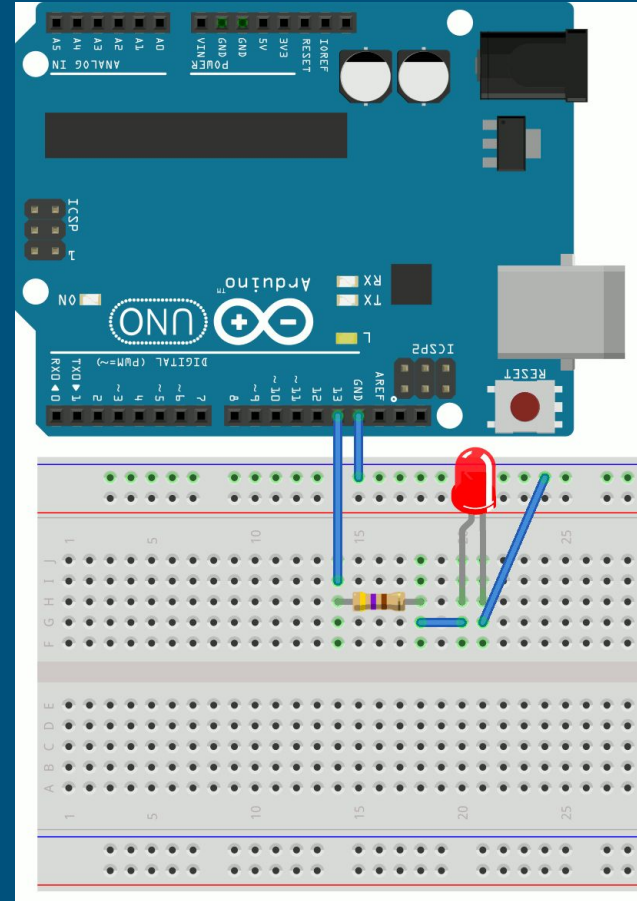 A5 A4 A3 A2 A1 A0
VIN GND GND 5V 3V3 RESET IOREF
ANALOG IN
POWER
ICSP
1
Arduino
TM
RX
TX
ON
UNO
L
ICSP2
DIGITAL (PWM=~)
RESET
RX0◄0 TX0►1 2 ~3 4 ~5 ~6 7 8 ~9 ~10 ~11 12 13 GND AREF
1 5 10 15 20 25
J
I
H
G
F
E
D
C
B
A
1 5 10 15 20 25